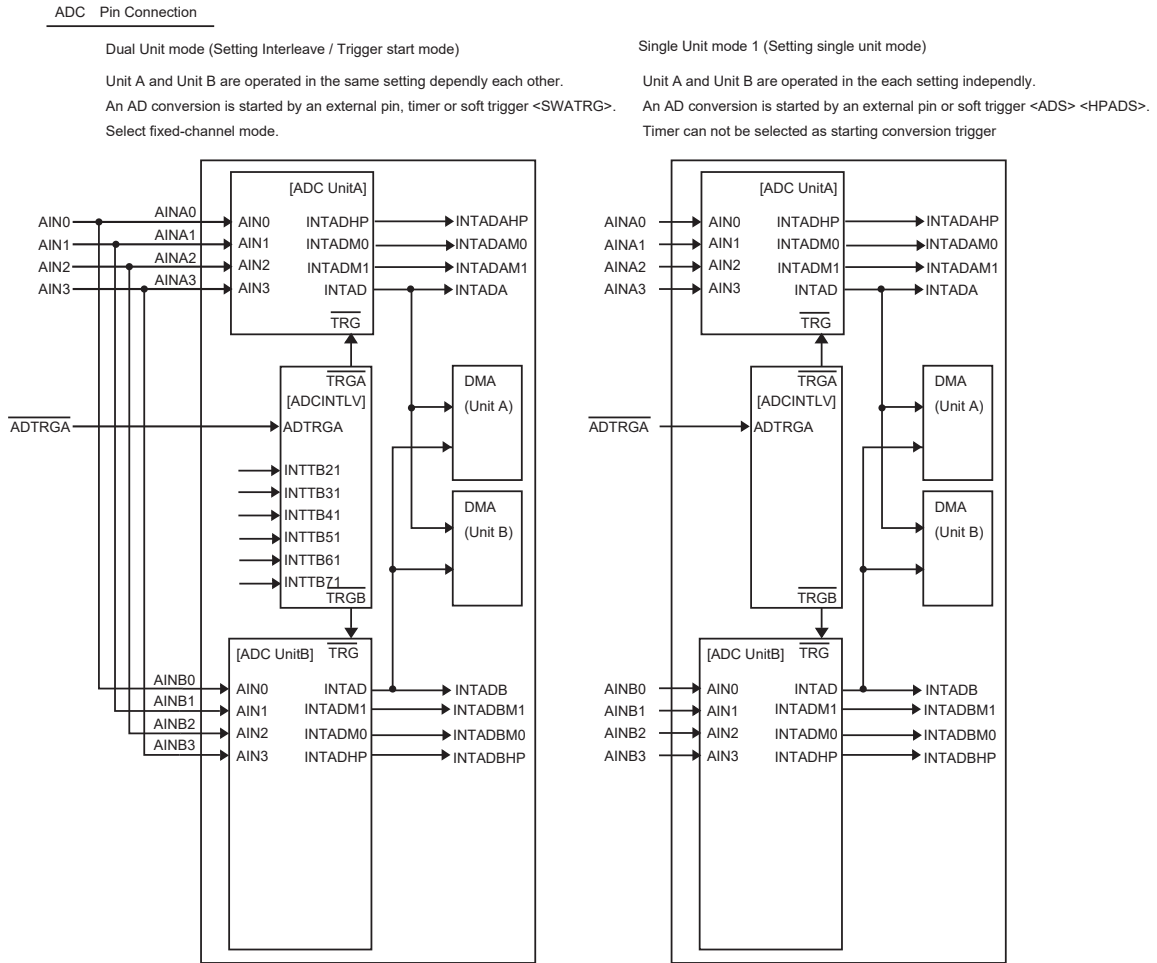 ADC Pin Connection
Dual Unit mode (Setting Interleave / Trigger start mode)
Unit A and Unit B are operated in the same setting dependly each other.
An AD conversion is started by an external pin, timer or soft trigger <SWATRG>.
Select fixed-channel mode.
[ADC UnitA]
AIN0 AINA0 AIN0 INTADHP INTADAHP
AIN1 AINA1 AIN1 INTADM0 INTADAM0
AIN2 AINA2 AIN2 INTADM1 INTADAM1
AIN3 AINA3 AIN3 INTAD INTADA
TRG
TRGA
[ADCINTLV]
ADTRGA ADTRGA
DMA
(Unit A)
INTTB21
INTTB31
INTTB41
INTTB51
INTTB61
INTTB71
TRGB
DMA
(Unit B)
[ADC UnitB] TRG
AINB0 AIN0 INTAD INTADB
AINB1 AIN1 INTADM1 INTADBM1
AINB2 AIN2 INTADM0 INTADBM0
AINB3 AIN3 INTADHP INTADBHP
Single Unit mode 1 (Setting single unit mode)
Unit A and Unit B are operated in the each setting independly.
An AD conversion is started by an external pin or soft trigger <ADS> <HPADS>.
Timer can not be selected as starting conversion trigger
[ADC UnitA]
AINA0 AIN0 INTADHP INTADAHP
AINA1 AIN1 INTADM0 INTADAM0
AINA2 AIN2 INTADM1 INTADAM1
AINA3 AIN3 INTAD INTADA
TRG
TRGA
[ADCINTLV]
ADTRGA ADTRGA
DMA
(Unit A)
DMA
(Unit B)
TRGB
[ADC UnitB] TRG
AINB0 AIN0 INTAD INTADB
AINB1 AIN1 INTADM1 INTADBM1
AINB2 AIN2 INTADM0 INTADBM0
AINB3 AIN3 INTADHP INTADBHP